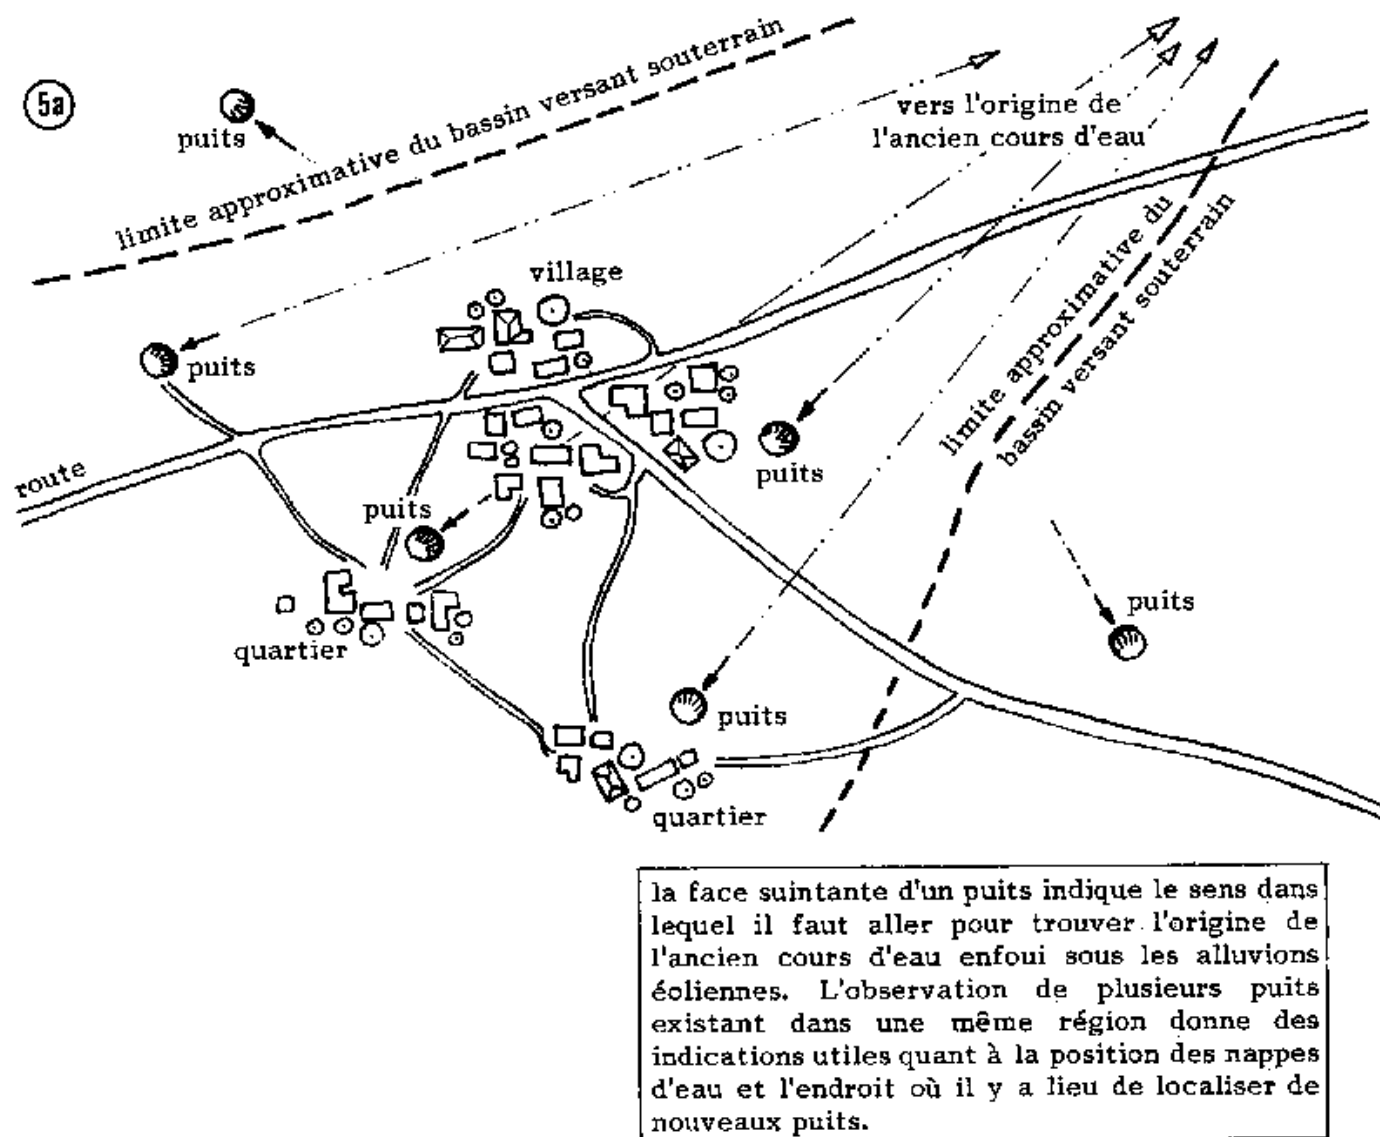 5a
puits
limite approximative du bassin versant souterrain
vers l'origine de
l'ancien cours d'eau
village
puits
limite approximative du
bassin versant souterrain
route
puits
puits
puits
quartier
puits
quartier
la face suintante d'un puits indique le sens dans
lequel il faut aller pour trouver l'origine de
l'ancien cours d'eau enfoui sous les alluvions
éoliennes. L'observation de plusieurs puits
existant dans une même région donne des
indications utiles quant à la position des nappes
d'eau et l'endroit où il y a lieu de localiser de
nouveaux puits.